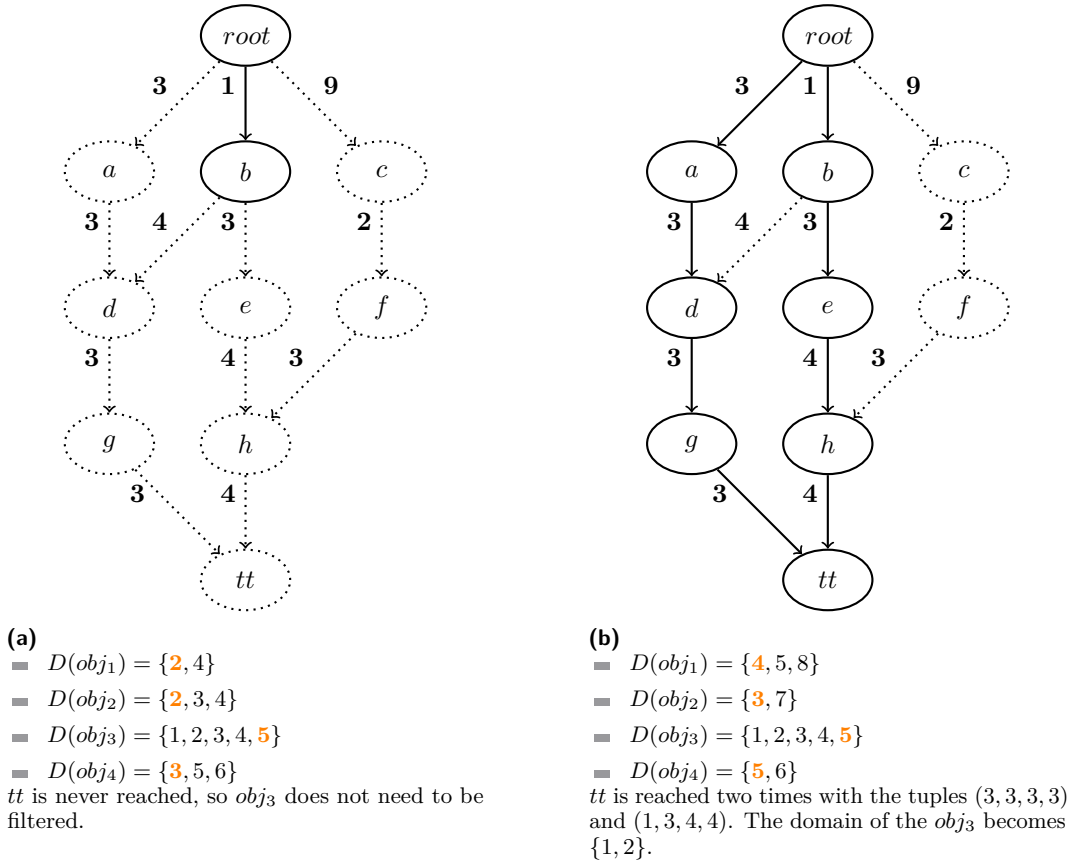 root
3
1
9
a
b
c
3
4
3
2
d
e
f
3
4
3
g
h
3
4
tt
(a)
D(obj₁) = {2, 4}
D(obj₂) = {2, 3, 4}
D(obj₃) = {1, 2, 3, 4, 5}
D(obj₄) = {3, 5, 6}
tt is never reached, so obj₃ does not need to be
filtered.
root
3
1
9
a
b
c
3
4
3
2
d
e
f
3
4
3
g
h
3
4
tt
(b)
D(obj₁) = {4, 5, 8}
D(obj₂) = {3, 7}
D(obj₃) = {1, 2, 3, 4, 5}
D(obj₄) = {5, 6}
tt is reached two times with the tuples (3, 3, 3, 3)
and (1, 3, 4, 4). The domain of the obj₃ becomes
{1, 2}.